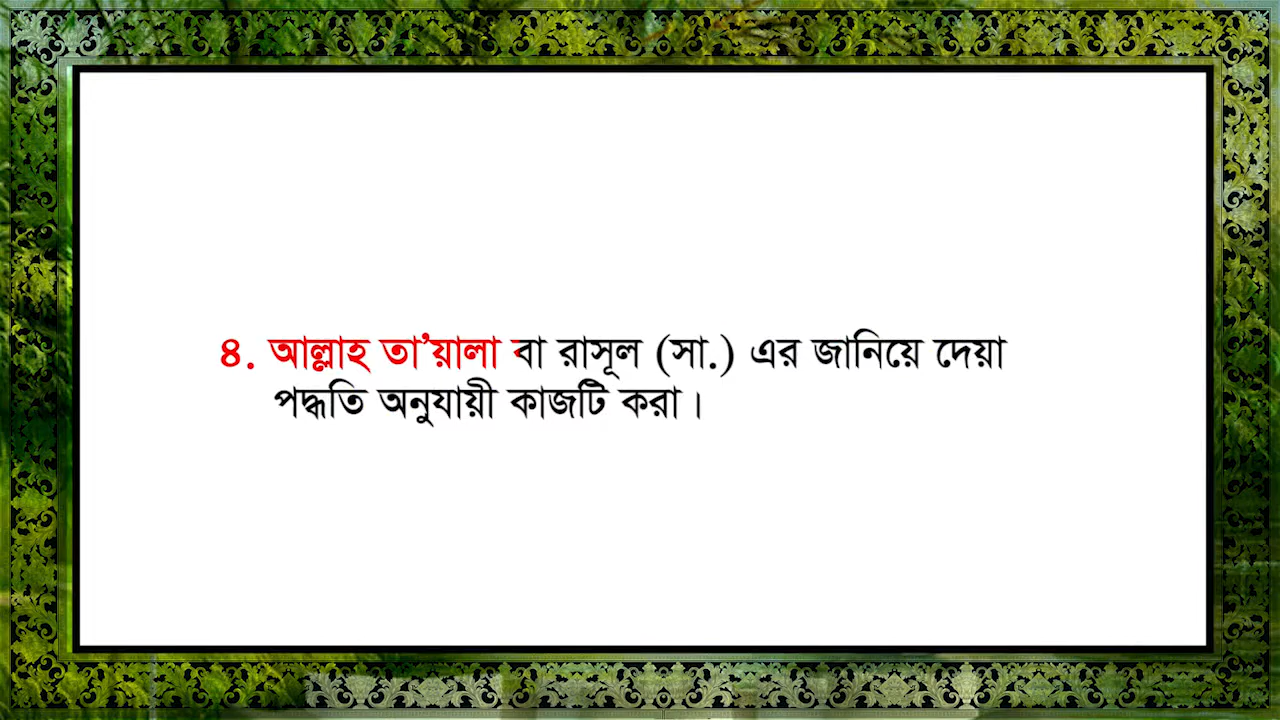 ৪. আল্লাহ তা’য়ালা বা রাসূল (সা.) এর জানিয়ে দেয়া
পদ্ধতি অনুযায়ী কাজটি করা।